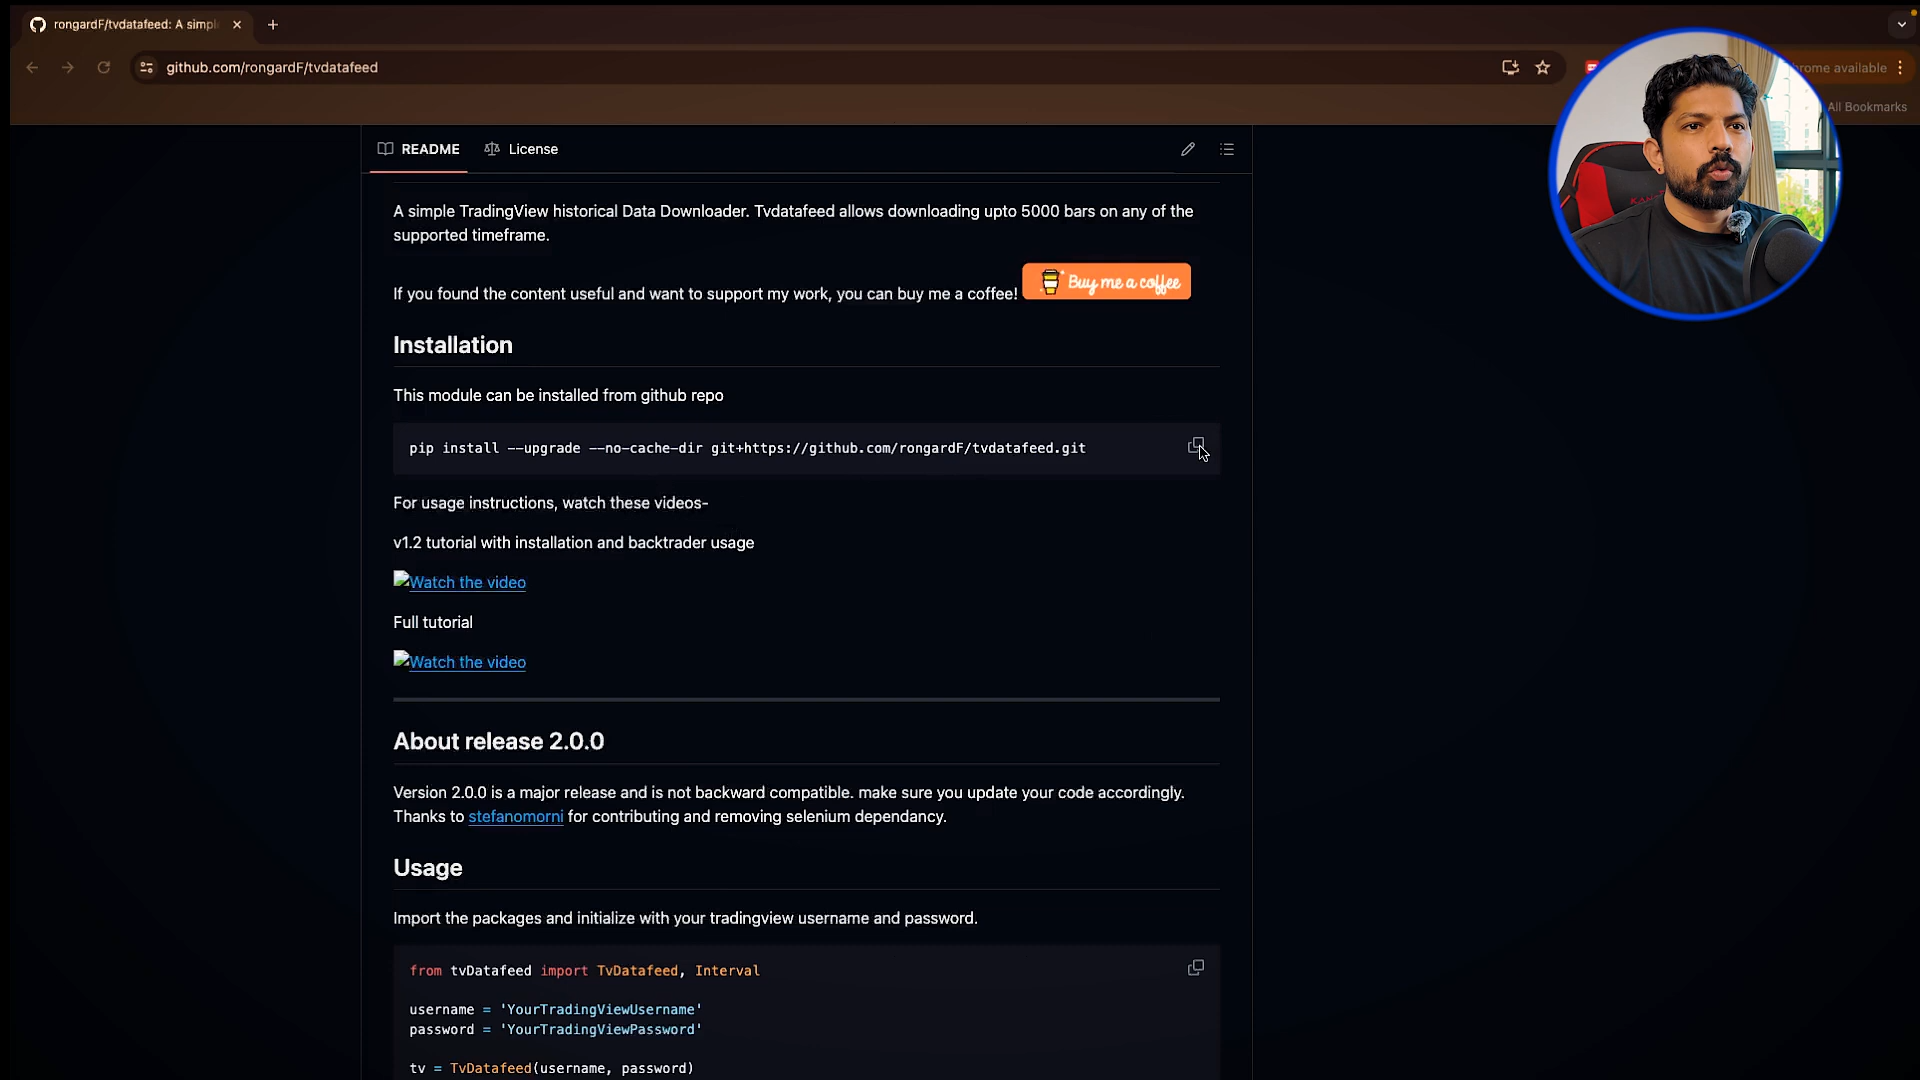 rongardF/tvdatafeed: A simpl
github.com/rongardF/tvdatafeed
hrome available
All Bookmarks
README
License
A simple TradingView historical Data Downloader. Tvdatafeed allows downloading upto 5000 bars on any of the
supported timeframe.
If you found the content useful and want to support my work, you can buy me a coffee!
Buy me a coffee
Installation
This module can be installed from github repo
pip install --upgrade --no-cache-dir git+https://github.com/rongardF/tvdatafeed.git
For usage instructions, watch these videos-
v1.2 tutorial with installation and backtrader usage
Watch the video
Full tutorial
Watch the video
About release 2.0.0
Version 2.0.0 is a major release and is not backward compatible. make sure you update your code accordingly.
Thanks to stefanomorni for contributing and removing selenium dependancy.
Usage
Import the packages and initialize with your tradingview username and password.
from tvDatafeed import TvDatafeed, Interval
username = 'YourTradingViewUsername'
password = 'YourTradingViewPassword'
tv = TvDatafeed(username, password)